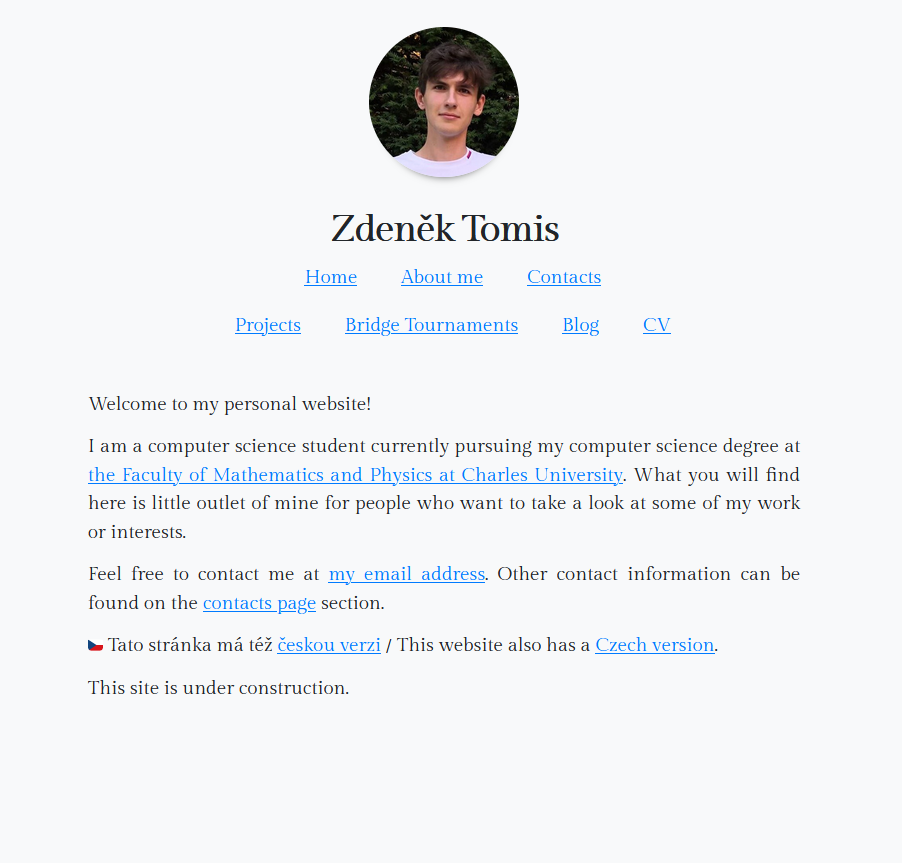 Zdeněk Tomis
Home About me Contacts
Projects Bridge Tournaments Blog CV
Welcome to my personal website!
I am a computer science student currently pursuing my computer science degree at
the Faculty of Mathematics and Physics at Charles University. What you will find
here is little outlet of mine for people who want to take a look at some of my work
or interests.
Feel free to contact me at my email address. Other contact information can be
found on the contacts page section.
Tato stránka má též českou verzi / This website also has a Czech version.
This site is under construction.